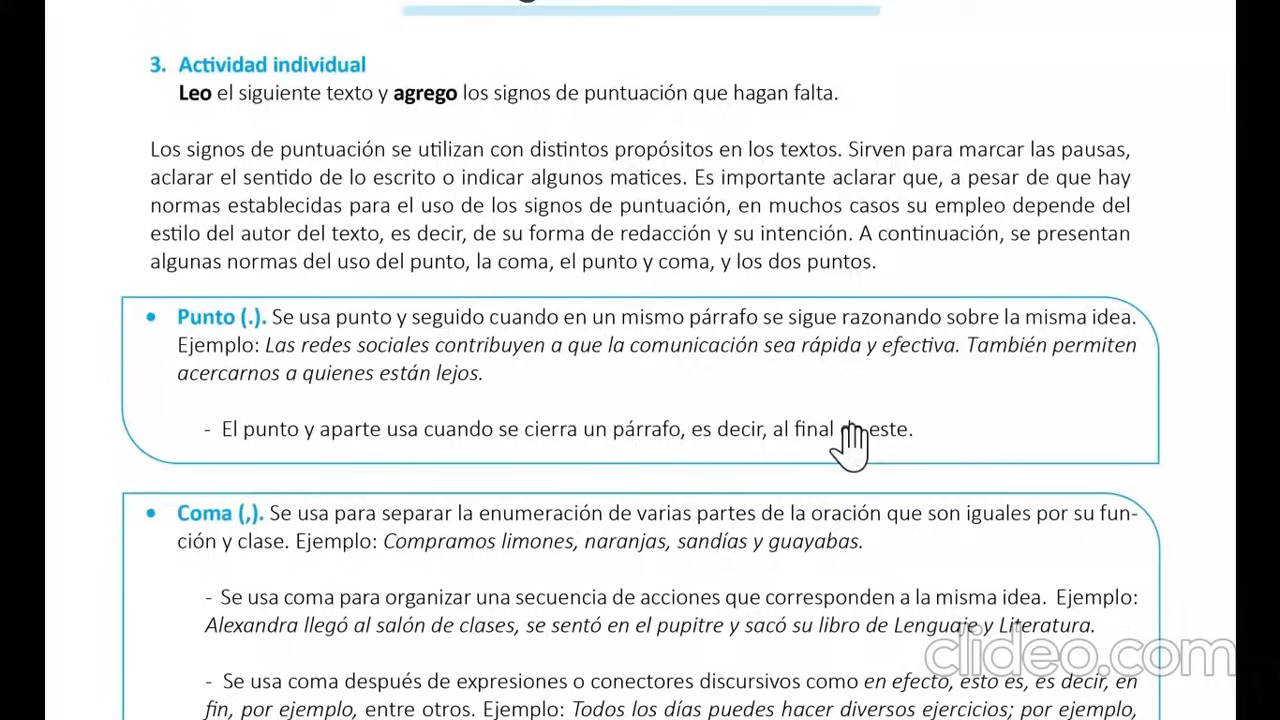 3. Actividad individual
Leo el siguiente texto y agrego los signos de puntuación que hagan falta.
Los signos de puntuación se utilizan con distintos propósitos en los textos. Sirven para marcar las pausas,
aclarar el sentido de lo escrito o indicar algunos matices. Es importante aclarar que, a pesar de que hay
normas establecidas para el uso de los signos de puntuación, en muchos casos su empleo depende del
estilo del autor del texto, es decir, de su forma de redacción y su intención. A continuación, se presentan
algunas normas del uso del punto, la coma, el punto y coma, y los dos puntos.
• Punto (.). Se usa punto y seguido cuando en un mismo párrafo se sigue razonando sobre la misma idea.
Ejemplo: Las redes sociales contribuyen a que la comunicación sea rápida y efectiva. También permiten
acercarnos a quienes están lejos.
- El punto y aparte usa cuando se cierra un párrafo, es decir, al final de este.
• Coma (,). Se usa para separar la enumeración de varias partes de la oración que son iguales por su fun-
ción y clase. Ejemplo: Compramos limones, naranjas, sandías y guayabas.
- Se usa coma para organizar una secuencia de acciones que corresponden a la misma idea. Ejemplo:
Alexandra llegó al salón de clases, se sentó en el pupitre y sacó su libro de Lenguaje y Literatura.
clideo.com
- Se usa coma después de expresiones o conectores discursivos como en efecto, esto es, es decir, en
fin, por ejemplo, entre otros. Ejemplo: Todos los días puedes hacer diversos ejercicios; por ejemplo,